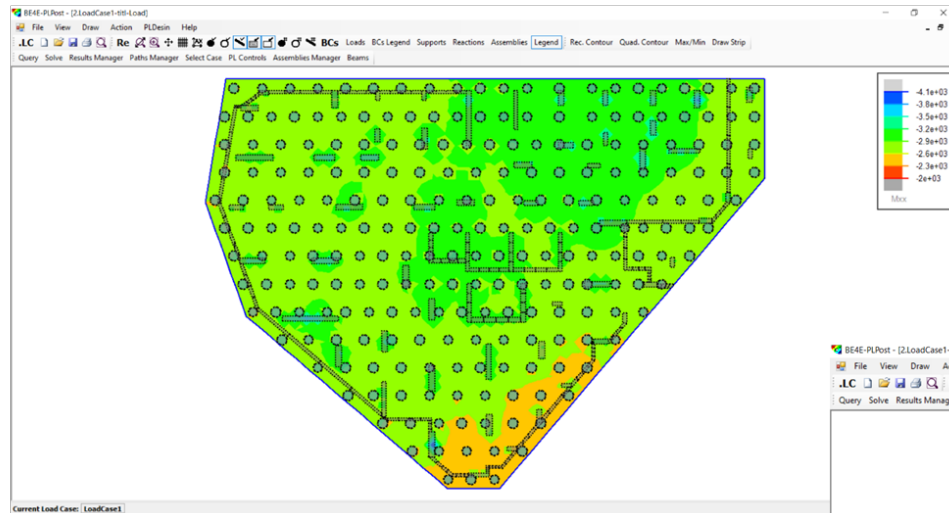 BE4E-PLPost - [2.LoadCase1-titl-Load]
File View Draw Action PLDesin Help
.LC Re BCs Loads BCs Legend Supports Reactions Assemblies Legend Rec. Contour Quad. Contour Max/Min Draw Strip
Query Solve Results Manager Paths Manager Select Case PL Controls Assemblies Manager Beams
-4.1e+03
-3.8e+03
-3.5e+03
-3.2e+03
-2.9e+03
-2.6e+03
-2.3e+03
-2e+03
Mxx
BE4E-PLPost - [2.LoadCase1-
File View Draw A
.LC
Query Solve Results Manag
Current Load Case: LoadCase1